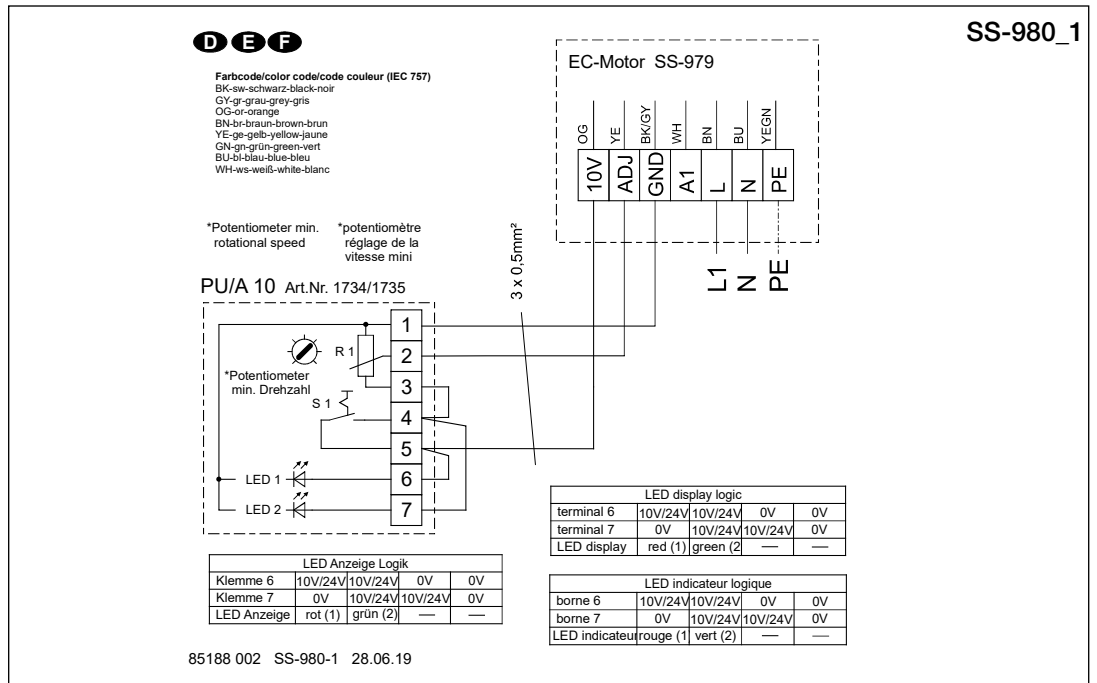 SS-980_1
D E F
Farbcode/color code/code couleur (IEC 757)
BK-sw-schwarz-black-noir
GY-gr-grau-grey-gris
OG-or-orange
BN-br-braun-brown-brun
YE-ge-gelb-yellow-jaune
GN-gn-grün-green-vert
BU-bl-blau-blue-bleu
WH-ws-weiß-white-blanc
EC-Motor SS-979
OG YE BK/GY WH BN BU YEGN
10V ADJ GND A1 L N PE
L1 N PE
*Potentiometer min.
rotational speed
*potentiomètre
réglage de la
vitesse mini
3 x 0,5mm²
PU/A 10 Art.Nr. 1734/1735
1
R 1 2
*Potentiometer
min. Drehzahl
3
S 1 4
5
LED 1 6
LED 2 7
LED display logic
terminal 6 10V/24V 10V/24V 0V 0V
terminal 7 0V 10V/24V 10V/24V 0V
LED display red (1) green (2 — —
LED Anzeige Logik
Klemme 6 10V/24V 10V/24V 0V 0V
Klemme 7 0V 10V/24V 10V/24V 0V
LED Anzeige rot (1) grün (2) — —
LED indicateur logique
borne 6 10V/24V 10V/24V 0V 0V
borne 7 0V 10V/24V 10V/24V 0V
LED indicateur rouge (1 vert (2) — —
85188 002 SS-980-1 28.06.19